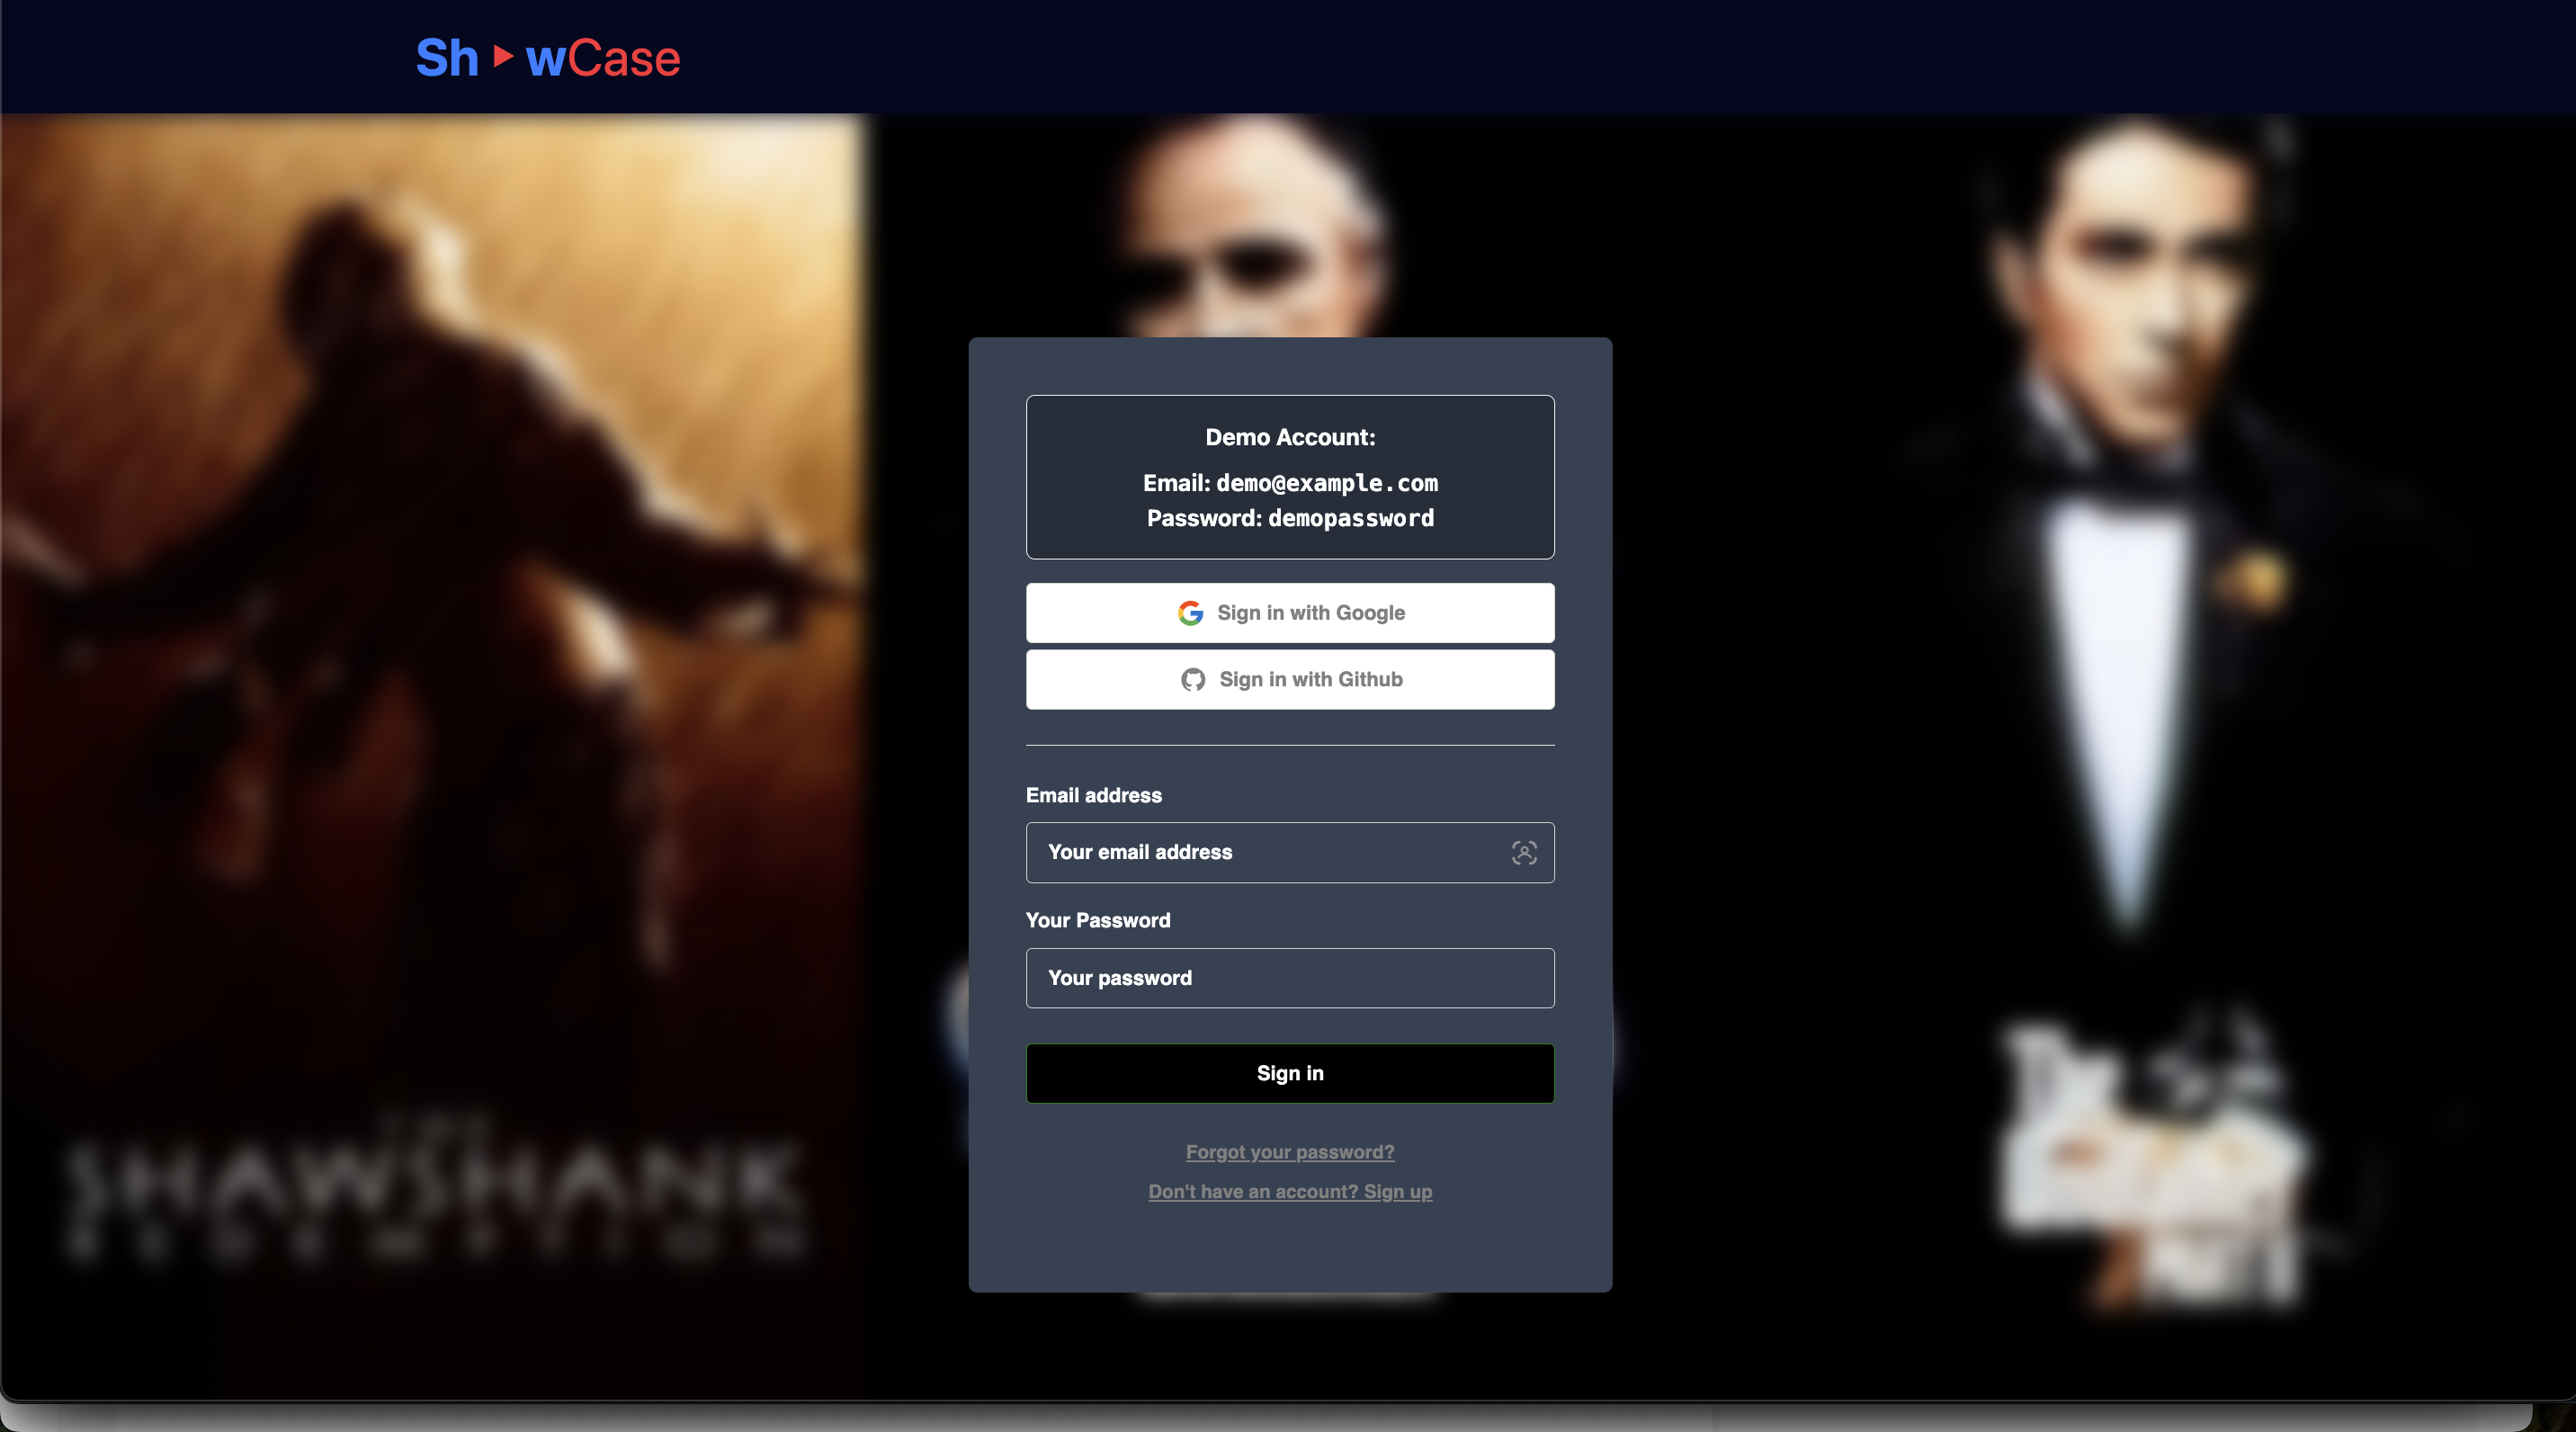 Sh▶wCase
Demo Account:
Email: demo@example.com
Password: demopassword
Sign in with Google
Sign in with Github
Email address
Your email address
Your Password
Your password
Sign in
Forgot your password?
Don't have an account? Sign up
THE
SHAWSHANK
REDEMPTION